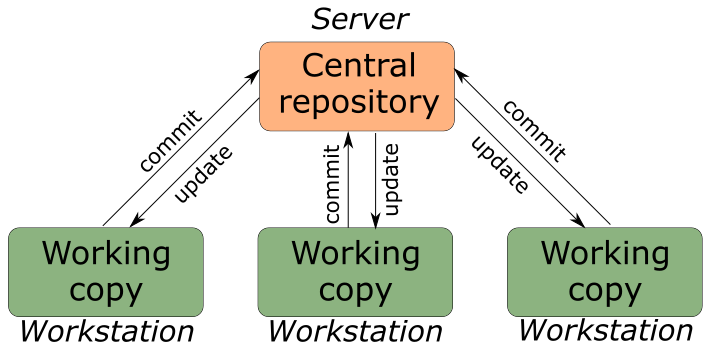 Server
Central
repository
commit
update
commit
update
update
commit
Working
copy
Working
copy
Working
copy
Workstation
Workstation
Workstation